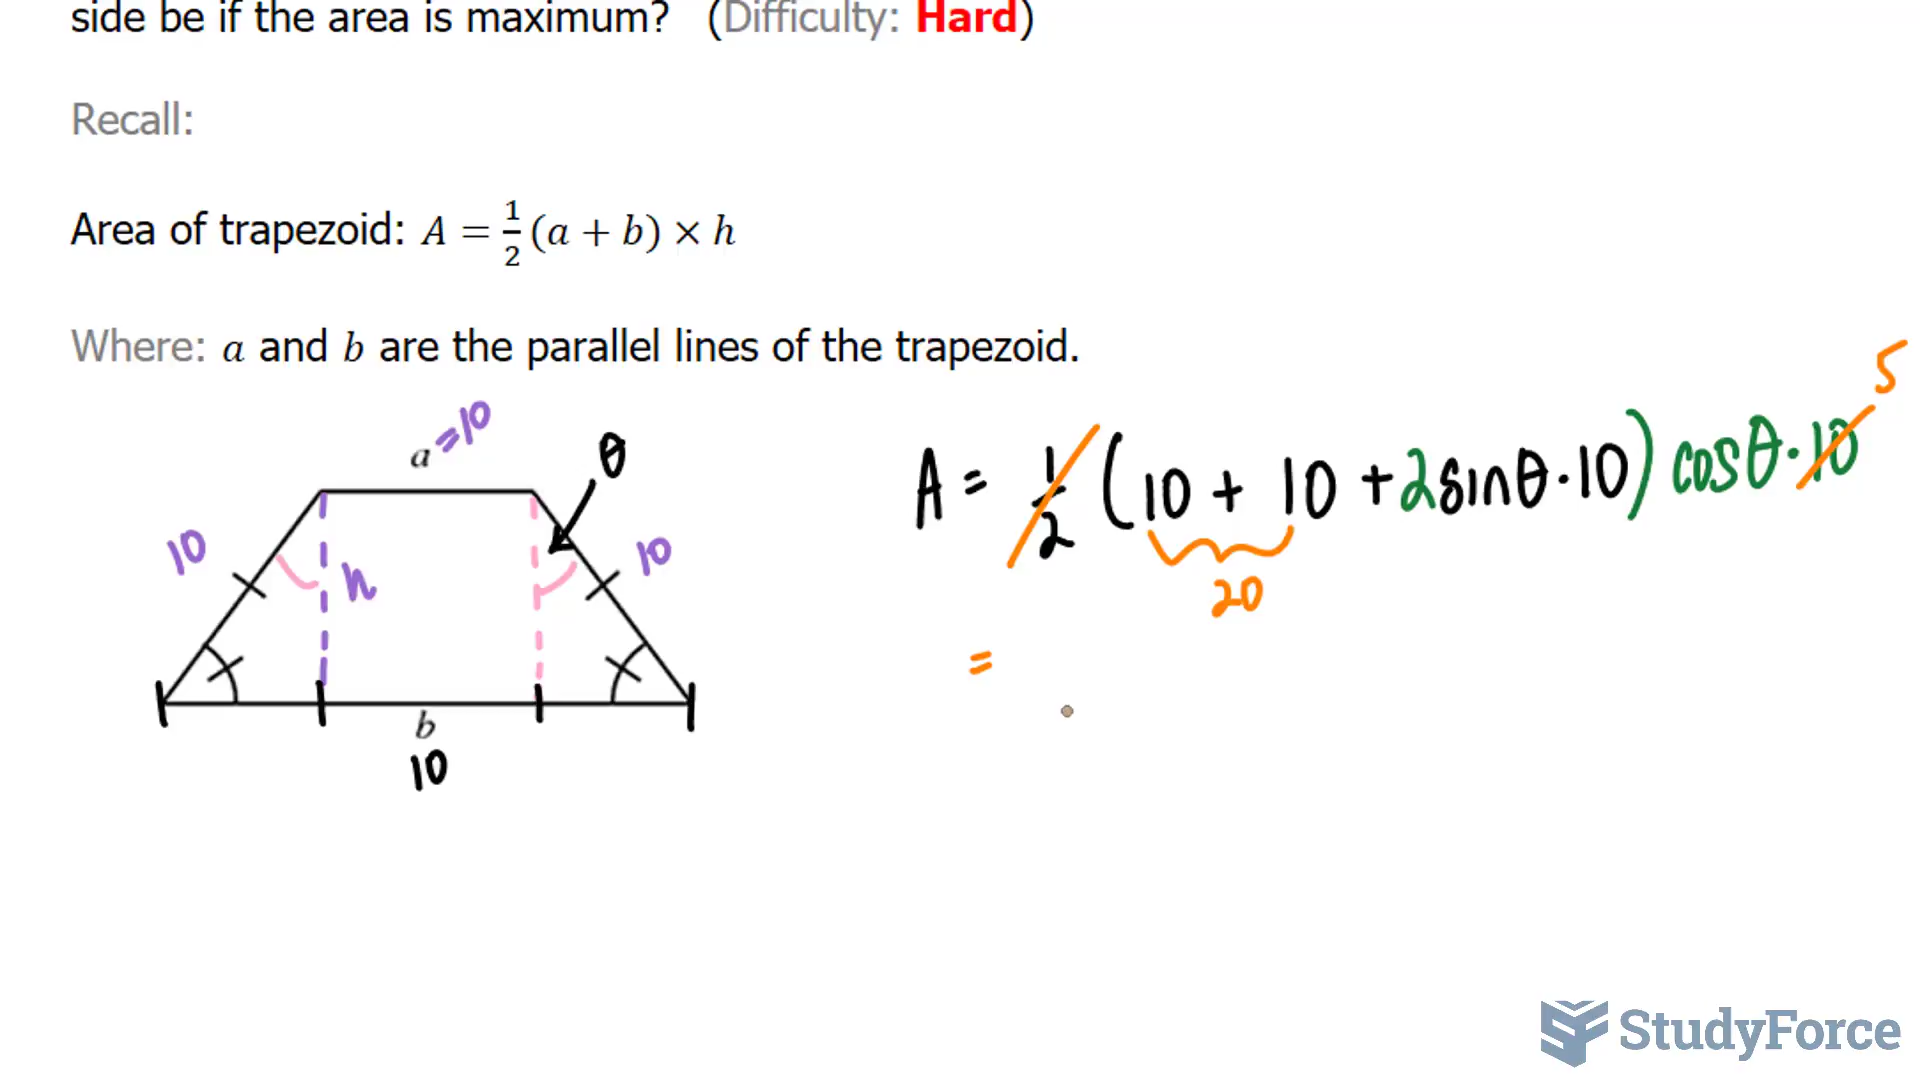 side be if the area is maximum? (Difficulty: Hard)
Recall:
Area of trapezoid: A = 1/2 (a + b) × h
Where: a and b are the parallel lines of the trapezoid.
a = 10
θ
10
h
10
b
10
A = 1/2 (10 + 10 + 2 sinθ · 10) cosθ · 10 5
20
=
StudyForce